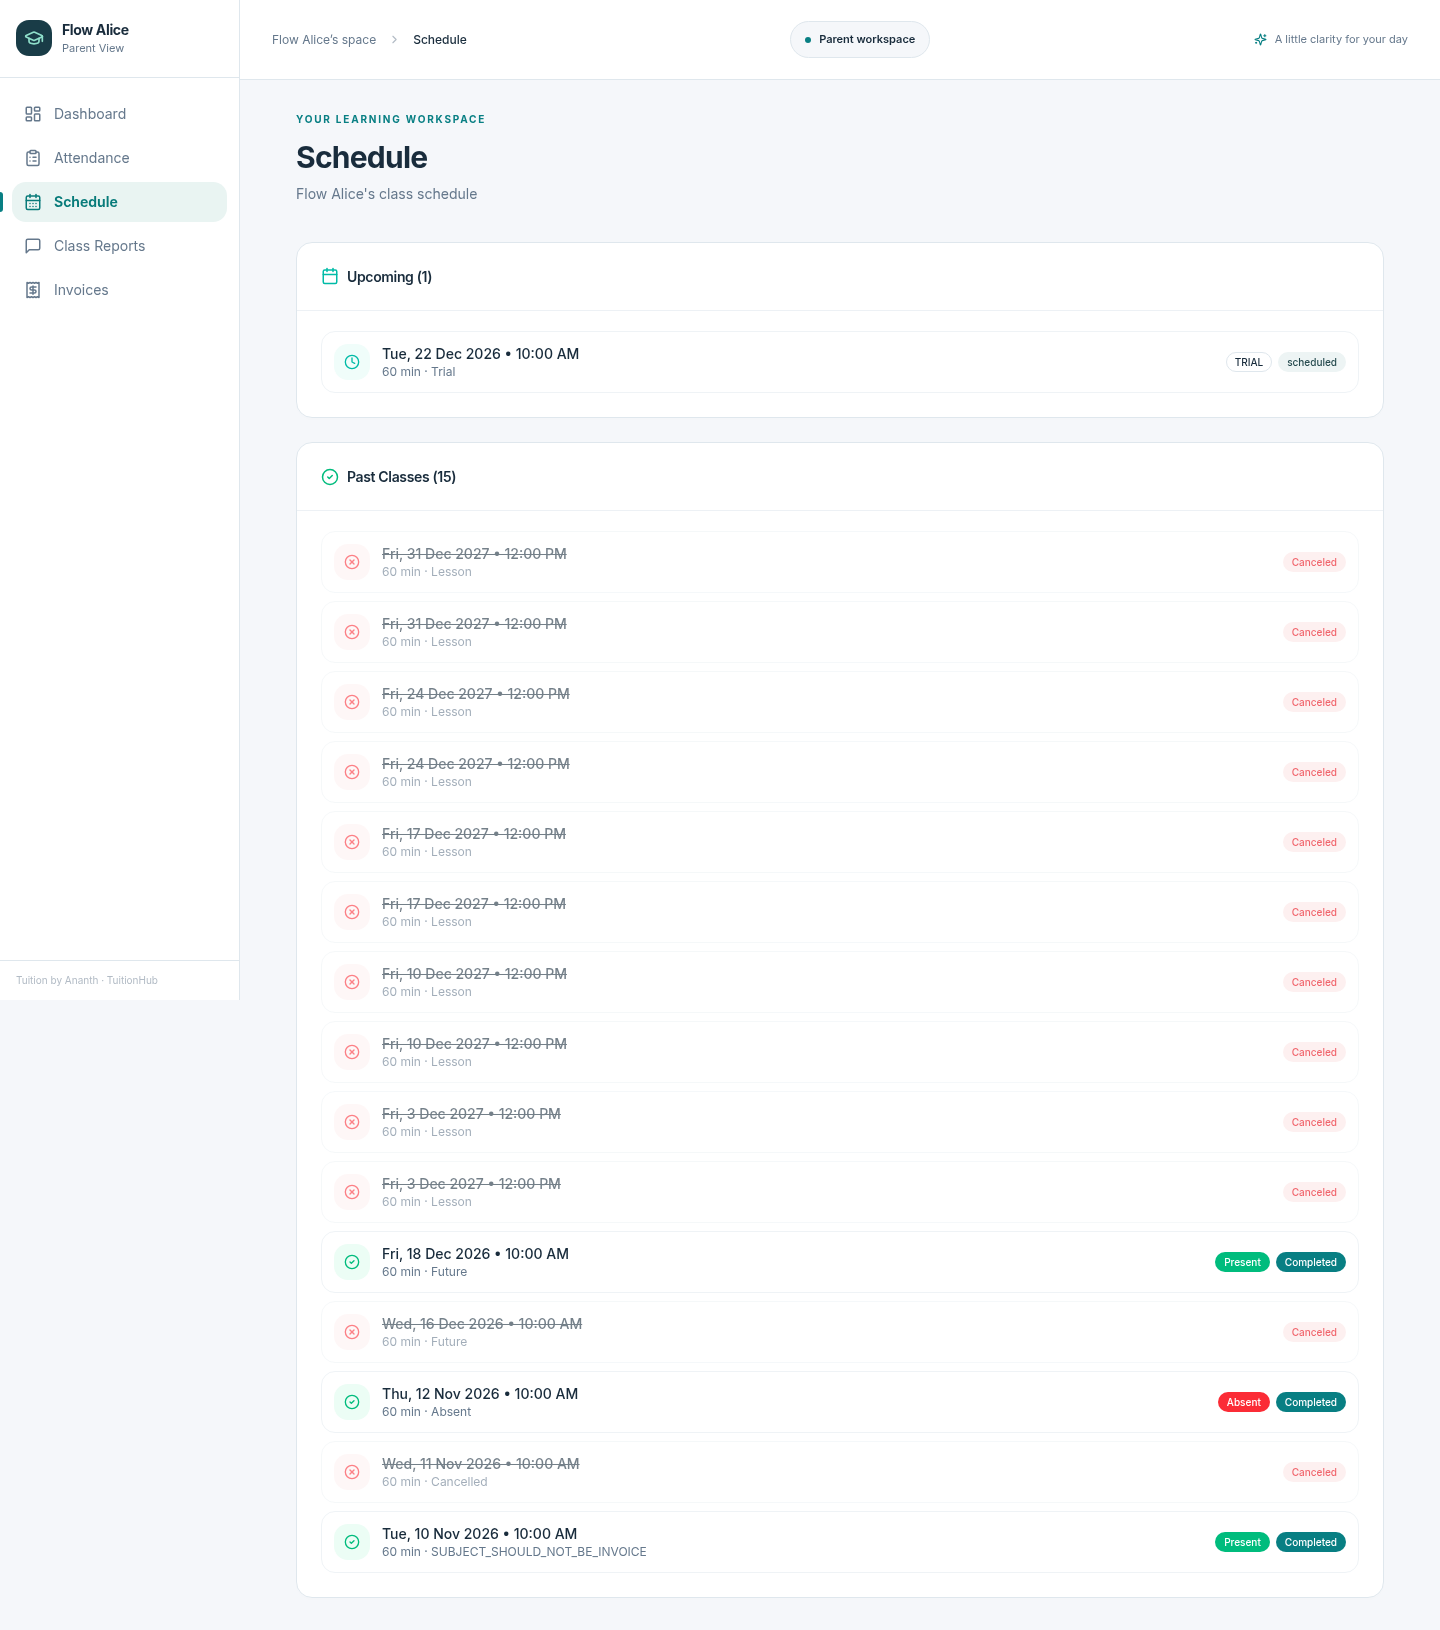 Flow Alice
Parent View
Dashboard
Attendance
Schedule
Class Reports
Invoices
Tuition by Ananth · TuitionHub
Flow Alice's space
Schedule
Parent workspace
A little clarity for your day
YOUR LEARNING WORKSPACE
Schedule
Flow Alice's class schedule
Upcoming (1)
Tue, 22 Dec 2026 • 10:00 AM
60 min · Trial
TRIAL scheduled
Past Classes (15)
Fri, 31 Dec 2027 • 12:00 PM
60 min · Lesson
Canceled
Fri, 31 Dec 2027 • 12:00 PM
60 min · Lesson
Canceled
Fri, 24 Dec 2027 • 12:00 PM
60 min · Lesson
Canceled
Fri, 24 Dec 2027 • 12:00 PM
60 min · Lesson
Canceled
Fri, 17 Dec 2027 • 12:00 PM
60 min · Lesson
Canceled
Fri, 17 Dec 2027 • 12:00 PM
60 min · Lesson
Canceled
Fri, 10 Dec 2027 • 12:00 PM
60 min · Lesson
Canceled
Fri, 10 Dec 2027 • 12:00 PM
60 min · Lesson
Canceled
Fri, 3 Dec 2027 • 12:00 PM
60 min · Lesson
Canceled
Fri, 3 Dec 2027 • 12:00 PM
60 min · Lesson
Canceled
Fri, 18 Dec 2026 • 10:00 AM
60 min · Future
Present Completed
Wed, 16 Dec 2026 • 10:00 AM
60 min · Future
Canceled
Thu, 12 Nov 2026 • 10:00 AM
60 min · Absent
Absent Completed
Wed, 11 Nov 2026 • 10:00 AM
60 min · Cancelled
Canceled
Tue, 10 Nov 2026 • 10:00 AM
60 min · SUBJECT_SHOULD_NOT_BE_INVOICE
Present Completed